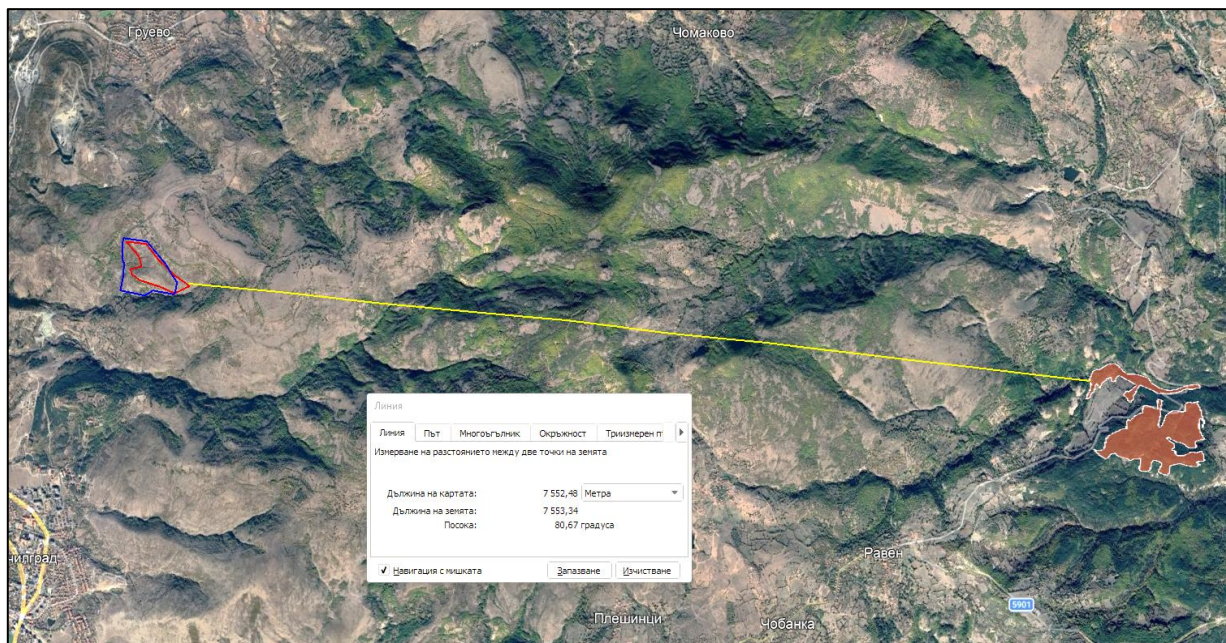 Груево
Чомаково
Линия
Линия Път Многоъгълник Окръжност Триизмерен п
Измерване на разстоянието между две точки на земята
Дължина на картата: 7 552,48 Метра
Дължина на земята: 7 553,34
Посока: 80,67 градуса
Навигация с мишката Запазване Изчистване
нилград
Равен
5901
Плешинци
Чобанка